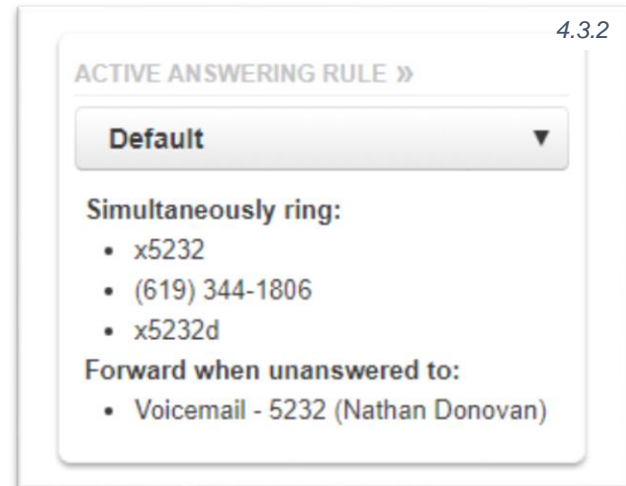 4.3.2
ACTIVE ANSWERING RULE »
Default ▼
Simultaneously ring:
• x5232
• (619) 344-1806
• x5232d
Forward when unanswered to:
• Voicemail - 5232 (Nathan Donovan)